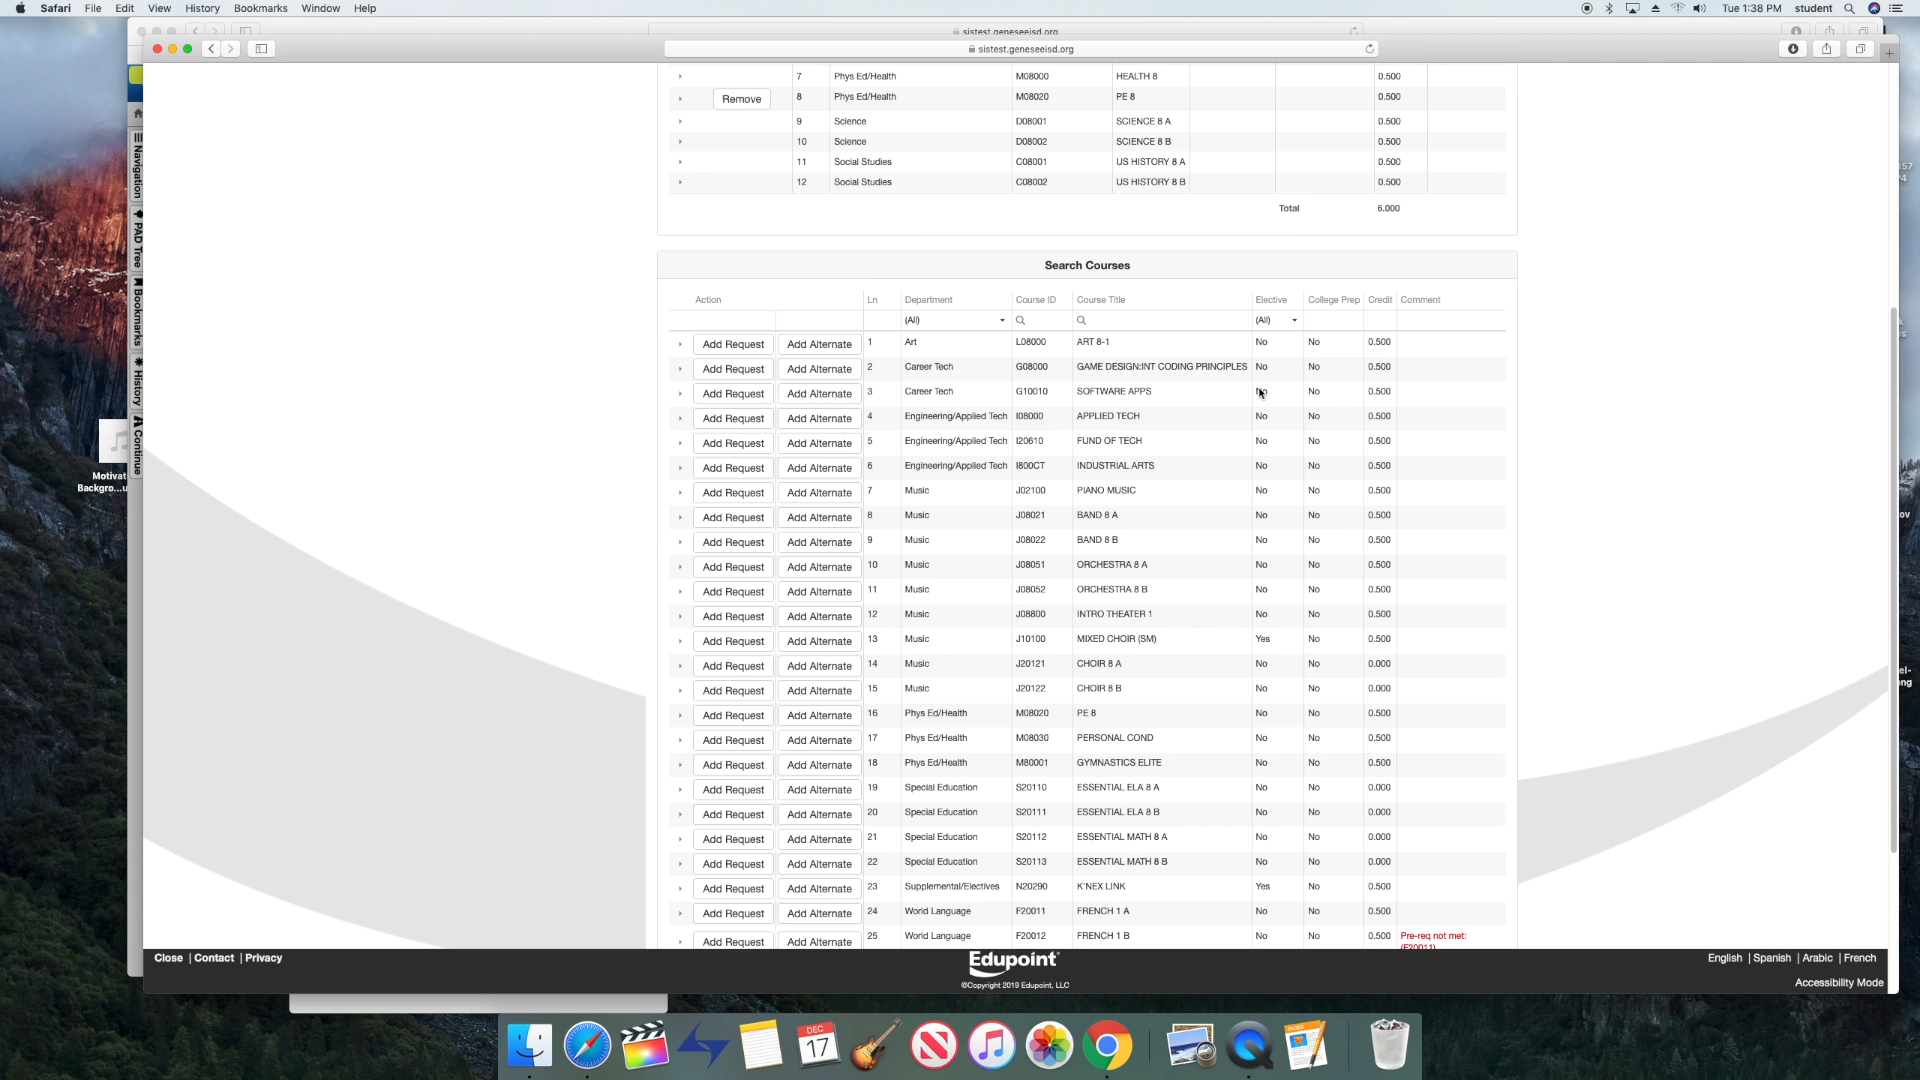 Safari File Edit View History Bookmarks Window Help Tue 1:38 PM student
sistest.geneseeisd.org
sistest.geneseeisd.org
7 Phys Ed/Health M08000 HEALTH 8 0.500
Remove 8 Phys Ed/Health M08020 PE 8 0.500
9 Science D08001 SCIENCE 8 A 0.500
10 Science D08002 SCIENCE 8 B 0.500
11 Social Studies C08001 US HISTORY 8 A 0.500
12 Social Studies C08002 US HISTORY 8 B 0.500
Total 6.000
Navigation
PAD Tree
Bookmarks
History
Continue
Search Courses
Action Ln Department Course ID Course Title Elective College Prep Credit Comment
(All) (All)
Add Request Add Alternate 1 Art L08000 ART 8-1 No No 0.500
Add Request Add Alternate 2 Career Tech G08000 GAME DESIGN:INT CODING PRINCIPLES No No 0.500
Add Request Add Alternate 3 Career Tech G10010 SOFTWARE APPS No No 0.500
Add Request Add Alternate 4 Engineering/Applied Tech I08000 APPLIED TECH No No 0.500
Add Request Add Alternate 5 Engineering/Applied Tech I20610 FUND OF TECH No No 0.500
Add Request Add Alternate 6 Engineering/Applied Tech I800CT INDUSTRIAL ARTS No No 0.500
Add Request Add Alternate 7 Music J02100 PIANO MUSIC No No 0.500
Add Request Add Alternate 8 Music J08021 BAND 8 A No No 0.500
Add Request Add Alternate 9 Music J08022 BAND 8 B No No 0.500
Add Request Add Alternate 10 Music J08051 ORCHESTRA 8 A No No 0.500
Add Request Add Alternate 11 Music J08052 ORCHESTRA 8 B No No 0.500
Add Request Add Alternate 12 Music J08800 INTRO THEATER 1 No No 0.500
Add Request Add Alternate 13 Music J10100 MIXED CHOIR (SM) Yes No 0.500
Add Request Add Alternate 14 Music J20121 CHOIR 8 A No No 0.000
Add Request Add Alternate 15 Music J20122 CHOIR 8 B No No 0.000
Add Request Add Alternate 16 Phys Ed/Health M08020 PE 8 No No 0.500
Add Request Add Alternate 17 Phys Ed/Health M08030 PERSONAL COND No No 0.500
Add Request Add Alternate 18 Phys Ed/Health M80001 GYMNASTICS ELITE No No 0.500
Add Request Add Alternate 19 Special Education S20110 ESSENTIAL ELA 8 A No No 0.000
Add Request Add Alternate 20 Special Education S20111 ESSENTIAL ELA 8 B No No 0.000
Add Request Add Alternate 21 Special Education S20112 ESSENTIAL MATH 8 A No No 0.000
Add Request Add Alternate 22 Special Education S20113 ESSENTIAL MATH 8 B No No 0.000
Add Request Add Alternate 23 Supplemental/Electives N20290 K'NEX LINK Yes No 0.500
Add Request Add Alternate 24 World Language F20011 FRENCH 1 A No No 0.500
Add Request Add Alternate 25 World Language F20012 FRENCH 1 B No No 0.500 Pre-req not met:
(F20011)
Motivat
Backgro...u
Close | Contact | Privacy Edupoint English | Spanish | Arabic | French
©Copyright 2019 Edupoint, LLC Accessibility Mode
DEC
17
PAGES